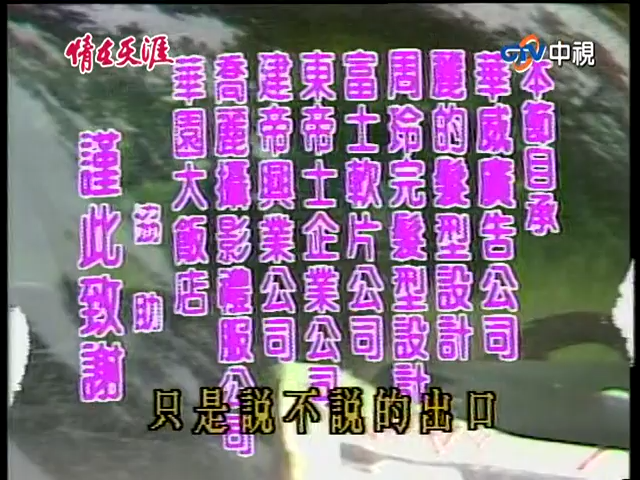 情在天涯
CTV中視
本節目承
華威廣告公司
麗的髮型設計
周玲完髮型設計
富士軟片公司
東帝士企業公司
建帝興業公司
喬麗攝影禮服公司
華園大飯店
協助
謹此致謝
只是說不說的出口